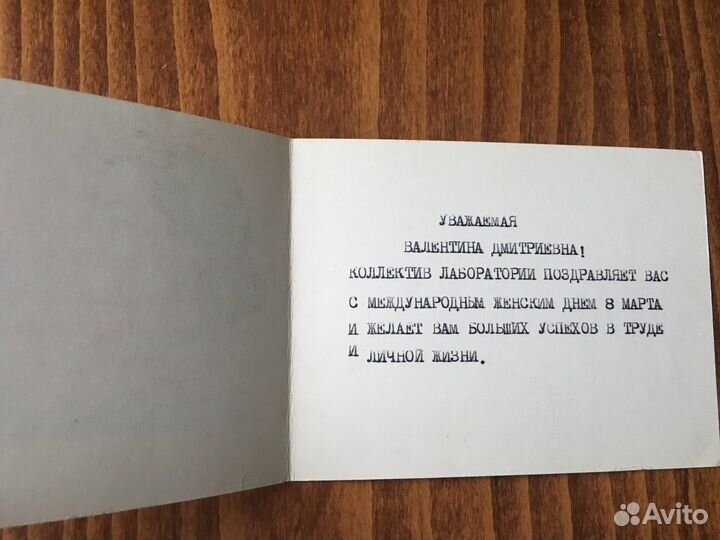 УВАЖАЕМАЯ
ВАЛЕНТИНА ДМИТРИЕВНА!
КОЛЛЕКТИВ ЛАБОРАТОРИИ ПОЗДРАВЛЯЕТ ВАС
С МЕЖДУНАРОДНЫМ ЖЕНСКИМ ДНЕМ 8 МАРТА
И ЖЕЛАЕТ ВАМ БОЛЬШИХ УСПЕХОВ В ТРУДЕ
И ЛИЧНОЙ ЖИЗНИ.
Avito